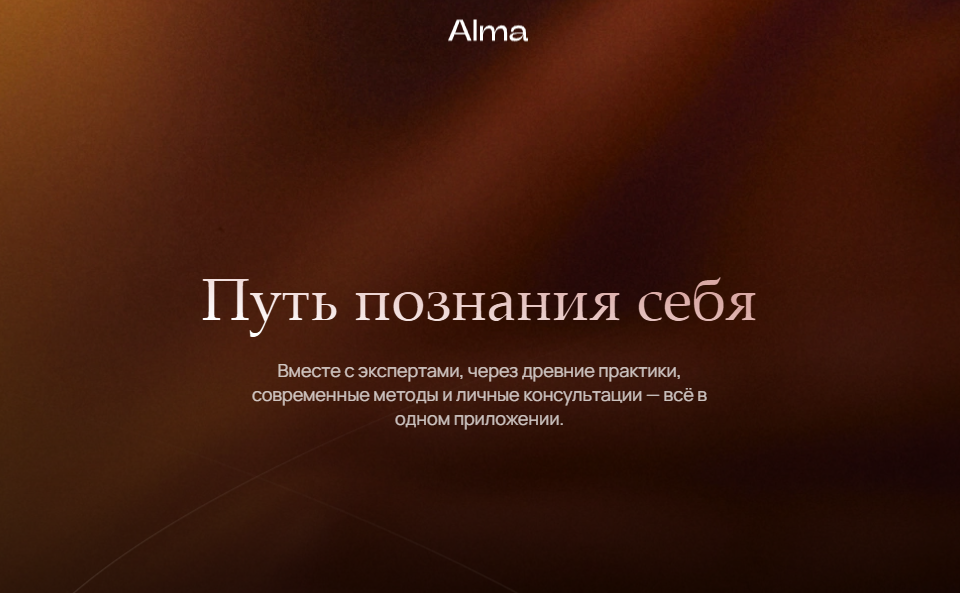 Alma
Путь познания себя
Вместе с экспертами, через древние практики,
современные методы и личные консультации — всё в
одном приложении.